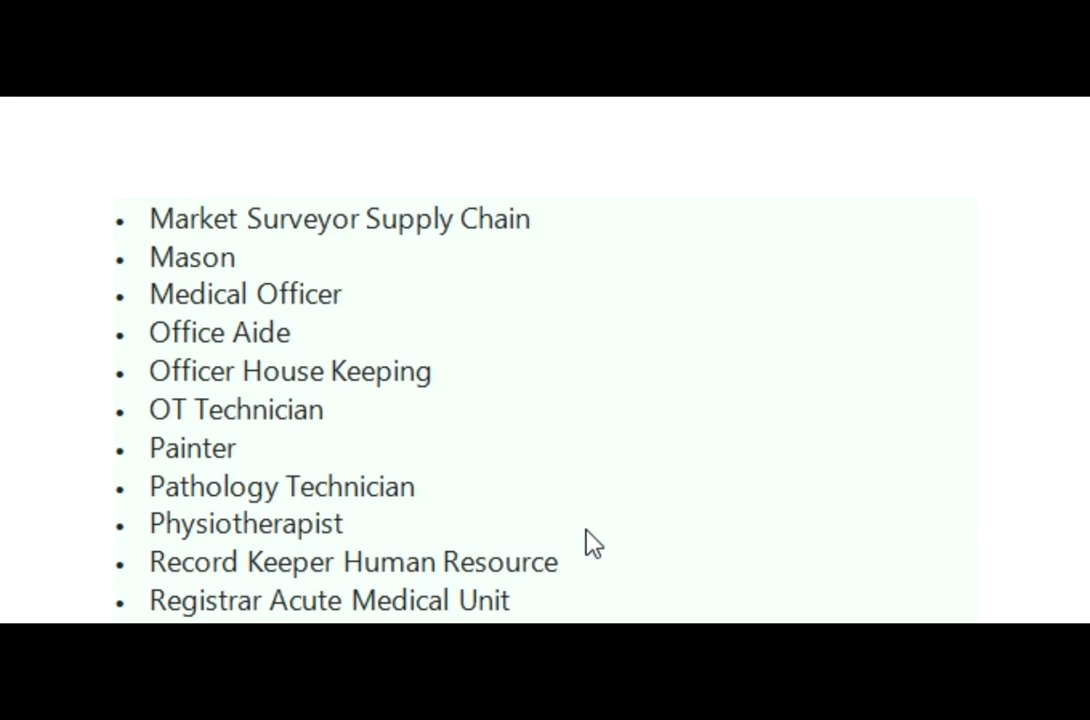 • Market Surveyor Supply Chain
• Mason
• Medical Officer
• Office Aide
• Officer House Keeping
• OT Technician
• Painter
• Pathology Technician
• Physiotherapist
• Record Keeper Human Resource
• Registrar Acute Medical Unit